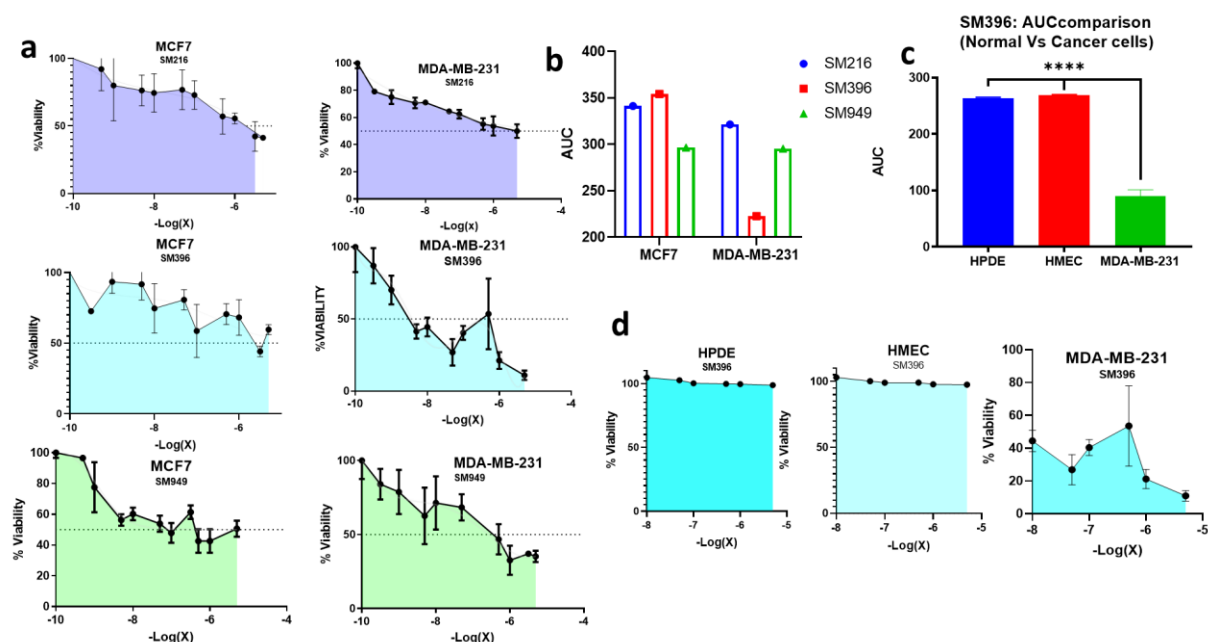 a
MCF7
SM216
%Viability
100
50
0
-10
-8
-6
-Log(X)
MDA-MB-231
SM216
% Viability
100
80
60
40
20
0
-10
-8
-6
-4
-Log(x)
MCF7
SM396
%Viability
100
50
0
-10
-8
-6
-Log(X)
MDA-MB-231
SM396
%VIABILITY
100
50
0
-10
-8
-6
-4
-Log(X)
MCF7
SM949
% Viability
100
80
60
40
20
0
-10
-8
-6
-4
-Log(X)
MDA-MB-231
SM949
% Viability
100
50
0
-10
-8
-6
-4
-Log(X)
b
AUC
400
350
300
250
200
MCF7
MDA-MB-231
SM216
SM396
SM949
c
SM396: AUCcomparison
(Normal Vs Cancer cells)
****
AUC
300
200
100
0
HPDE
HMEC
MDA-MB-231
d
HPDE
SM396
% Viability
100
50
0
-8
-7
-6
-5
-Log(X)
HMEC
SM396
% Viability
100
50
0
-8
-7
-6
-5
-Log(X)
MDA-MB-231
SM396
% Viability
100
80
60
40
20
0
-8
-7
-6
-5
-Log(X)